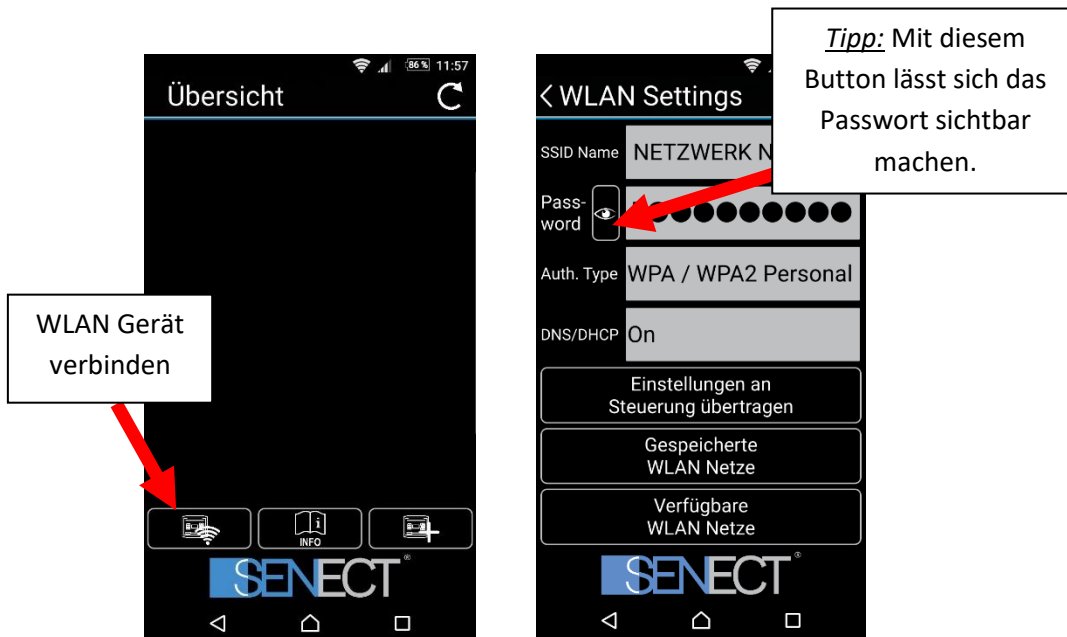 Tipp: Mit diesem
Button lässt sich das
Passwort sichtbar
machen.
86 % 11:57
Übersicht
WLAN Gerät
verbinden
INFO
SENECT®
WLAN Settings
SSID Name NETZWERK N
Pass-
word
Auth. Type WPA / WPA2 Personal
DNS/DHCP On
Einstellungen an
Steuerung übertragen
Gespeicherte
WLAN Netze
Verfügbare
WLAN Netze
SENECT®